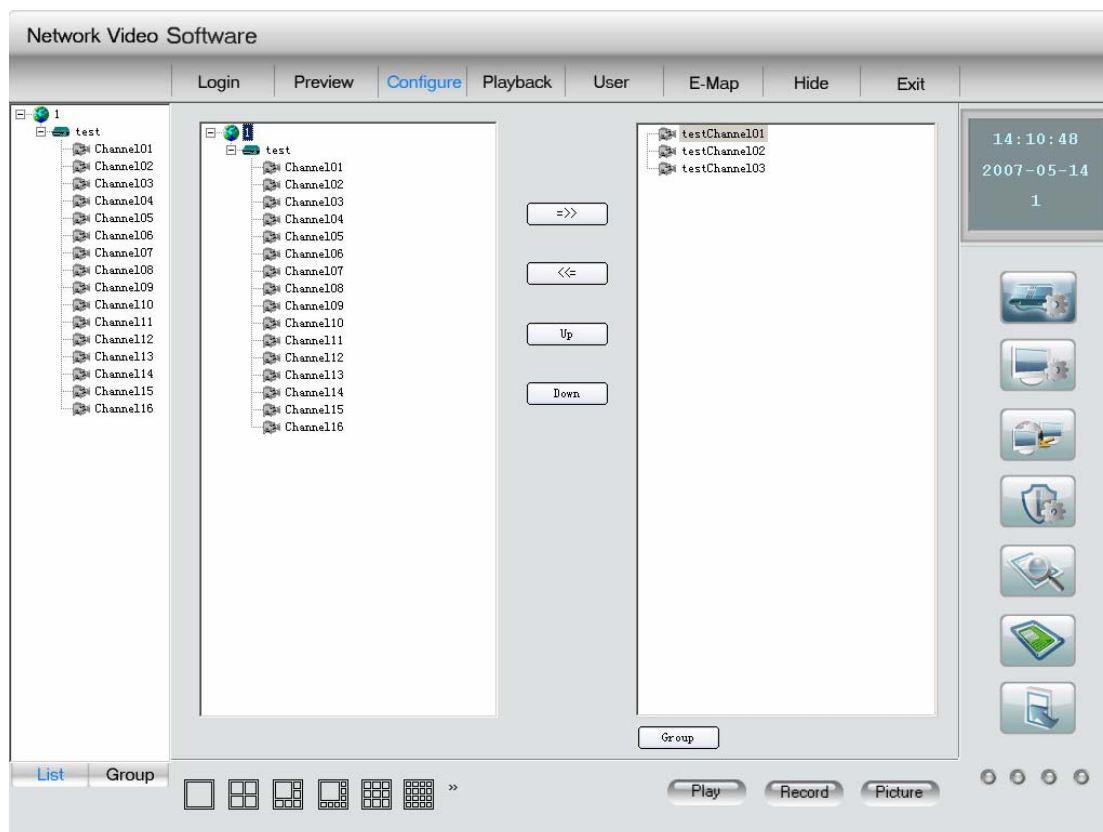 Network Video Software
Login Preview Configure Playback User E-Map Hide Exit
1
test
Channel01
Channel02
Channel03
Channel04
Channel05
Channel06
Channel07
Channel08
Channel09
Channel10
Channel11
Channel12
Channel13
Channel14
Channel15
Channel16
List Group
1
test
Channel01
Channel02
Channel03
Channel04
Channel05
Channel06
Channel07
Channel08
Channel09
Channel10
Channel11
Channel12
Channel13
Channel14
Channel15
Channel16
=>>
<<=
Up
Down
testChannel01
testChannel02
testChannel03
Group
14:10:48
2007-05-14
1
»
Play Record Picture